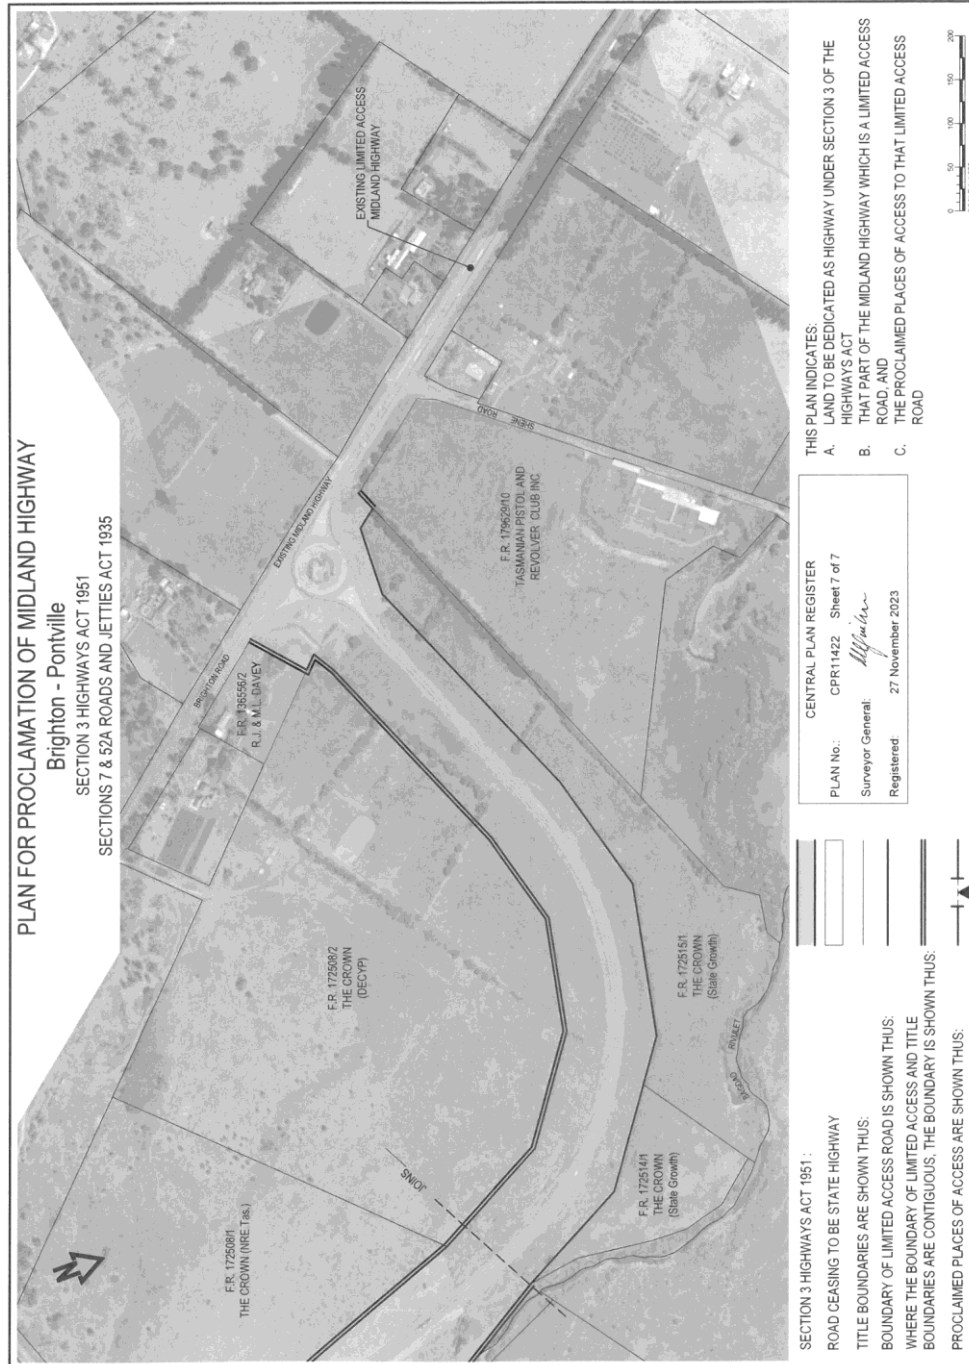 PLAN FOR PROCLAMATION OF MIDLAND HIGHWAY
Brighton - Pontville
SECTION 3 HIGHWAYS ACT 1951
SECTIONS 7 & 52A ROADS AND JETTIES ACT 1935
N
F.R. 172508/1
THE CROWN (NRE.Tas.)
JOINS
F.R. 172508/2
THE CROWN
(DECYP)
F.R. 136556/2
R.J. & M.L. DAVEY
BRIGHTON ROAD
EXISTING MIDLAND HIGHWAY
EXISTING LIMITED ACCESS
MIDLAND HIGHWAY
F.R. 172514/1
THE CROWN
(State Growth)
F.R. 172515/1
THE CROWN
(State Growth)
RIVULET
F.R. 179629/10
TASMANIAN PISTOL AND
REVOLVER CLUB INC
ROAD
SECTION 3 HIGHWAYS ACT 1951 :
ROAD CEASING TO BE STATE HIGHWAY
TITLE BOUNDARIES ARE SHOWN THUS:
BOUNDARY OF LIMITED ACCESS ROAD IS SHOWN THUS:
WHERE THE BOUNDARY OF LIMITED ACCESS AND TITLE
BOUNDARIES ARE CONTIGUOUS, THE BOUNDARY IS SHOWN THUS:
PROCLAIMED PLACES OF ACCESS ARE SHOWN THUS:
CENTRAL PLAN REGISTER
PLAN No.: CPR11422 Sheet 7 of 7
Surveyor General:
Registered: 27 November 2023
THIS PLAN INDICATES:
A. LAND TO BE DEDICATED AS HIGHWAY UNDER SECTION 3 OF THE
HIGHWAYS ACT
B. THAT PART OF THE MIDLAND HIGHWAY WHICH IS A LIMITED ACCESS
ROAD, AND
C. THE PROCLAIMED PLACES OF ACCESS TO THAT LIMITED ACCESS
ROAD
0 50 100 150 200